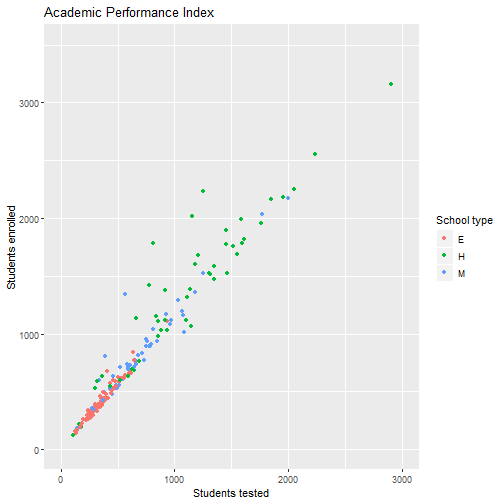 Academic Performance Index
Students enrolled
3000
2000
1000
0
0
1000
2000
3000
Students tested
School type
E
H
M